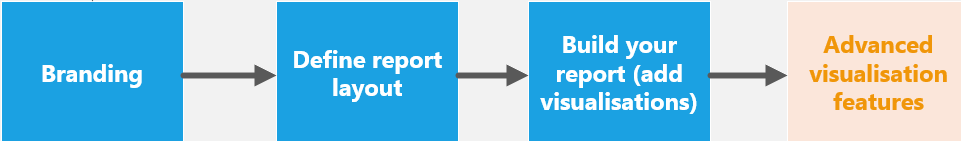 Branding
Define report
layout
Build your
report (add
visualisations)
Advanced
visualisation
features